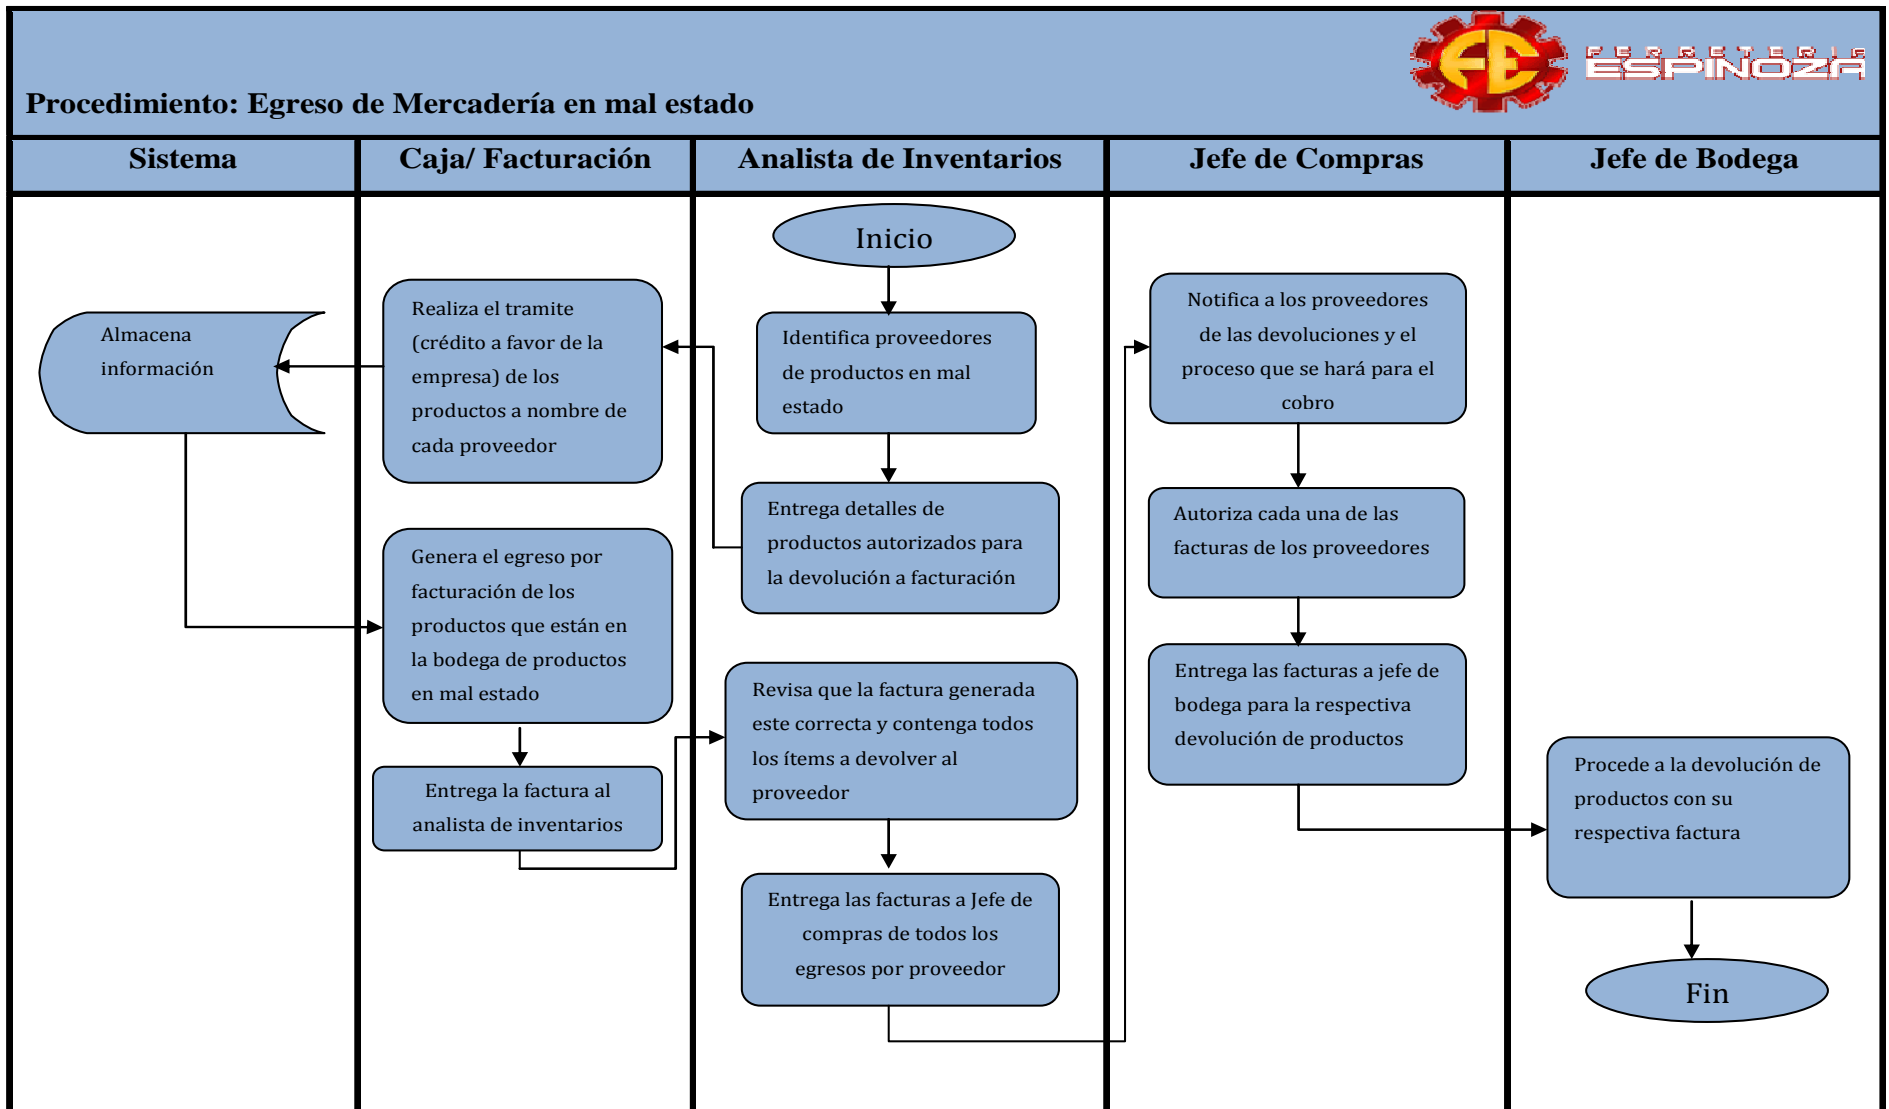 FERRETERIA
ESPINOZA
Procedimiento: Egreso de Mercadería en mal estado
Sistema
Caja/ Facturación
Analista de Inventarios
Jefe de Compras
Jefe de Bodega
Almacena
información
Realiza el tramite
(crédito a favor de la
empresa) de los
productos a nombre de
cada proveedor
Genera el egreso por
facturación de los
productos que están en
la bodega de productos
en mal estado
Entrega la factura al
analista de inventarios
Inicio
Identifica proveedores
de productos en mal
estado
Entrega detalles de
productos autorizados para
la devolución a facturación
Revisa que la factura generada
este correcta y contenga todos
los ítems a devolver al
proveedor
Entrega las facturas a Jefe de
compras de todos los
egresos por proveedor
Notifica a los proveedores
de las devoluciones y el
proceso que se hará para el
cobro
Autoriza cada una de las
facturas de los proveedores
Entrega las facturas a jefe de
bodega para la respectiva
devolución de productos
Procede a la devolución de
productos con su
respectiva factura
Fin